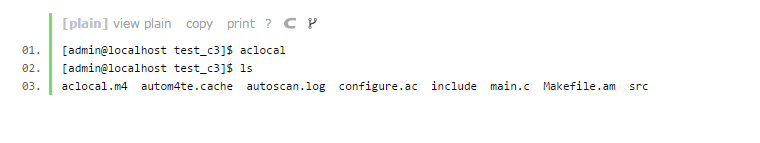 [plain] view plain copy print ?
01. [admin@localhost test_c3]$ aclocal
02. [admin@localhost test_c3]$ ls
03. aclocal.m4 autom4te.cache autoscan.log configure.ac include main.c Makefile.am src